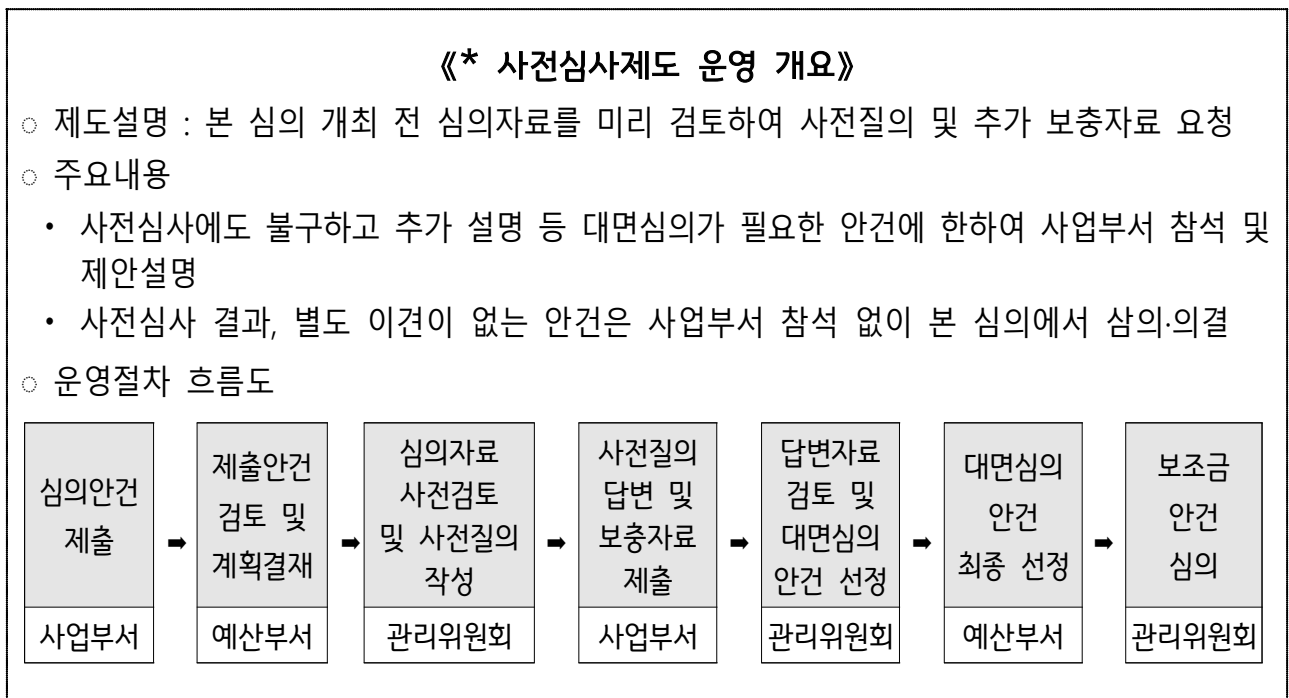 《* 사전심사제도 운영 개요》
○ 제도설명 : 본 심의 개최 전 심의자료를 미리 검토하여 사전질의 및 추가 보충자료 요청
○ 주요내용
• 사전심사에도 불구하고 추가 설명 등 대면심의가 필요한 안건에 한하여 사업부서 참석 및
제안설명
• 사전심사 결과, 별도 이견이 없는 안건은 사업부서 참석 없이 본 심의에서 삼의·의결
○ 운영절차 흐름도
심의안건
제출
➡
제출안건
검토 및
계획결재
➡
심의자료
사전검토
및 사전질의
작성
➡
사전질의
답변 및
보충자료
제출
➡
답변자료
검토 및
대면심의
안건 선정
➡
대면심의
안건
최종 선정
➡
보조금
안건
심의
사업부서
예산부서
관리위원회
사업부서
관리위원회
예산부서
관리위원회